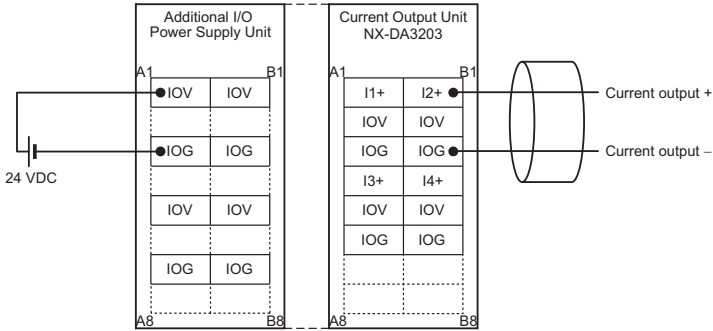 Additional I/O
Power Supply Unit
Current Output Unit
NX-DA3203
A1 B1 A1 B1
IOV IOV I1+ I2+ Current output +
IOV IOV
IOG IOG IOG IOG Current output −
24 VDC I3+ I4+
IOV IOV IOV IOV
IOG IOG
IOG IOG
A8 B8 A8 B8